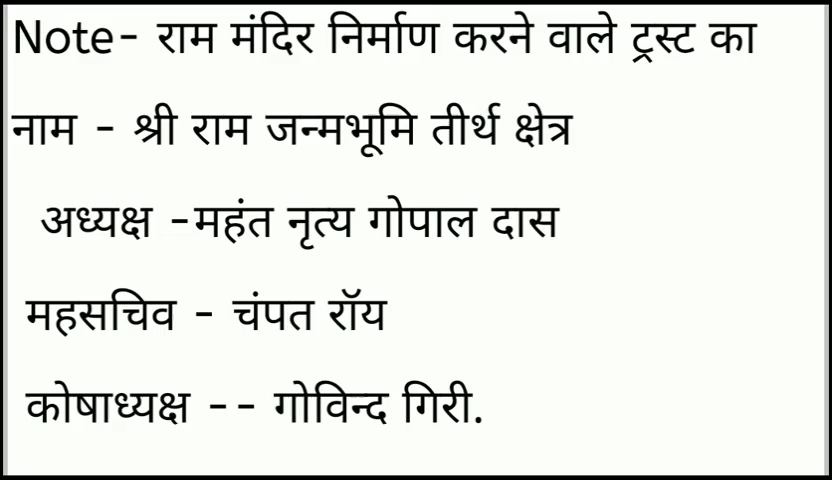 Note- राम मंदिर निर्माण करने वाले ट्रस्ट का
नाम - श्री राम जन्मभूमि तीर्थ क्षेत्र
अध्यक्ष -महंत नृत्य गोपाल दास
महसचिव - चंपत रॉय
कोषाध्यक्ष -- गोविन्द गिरी.